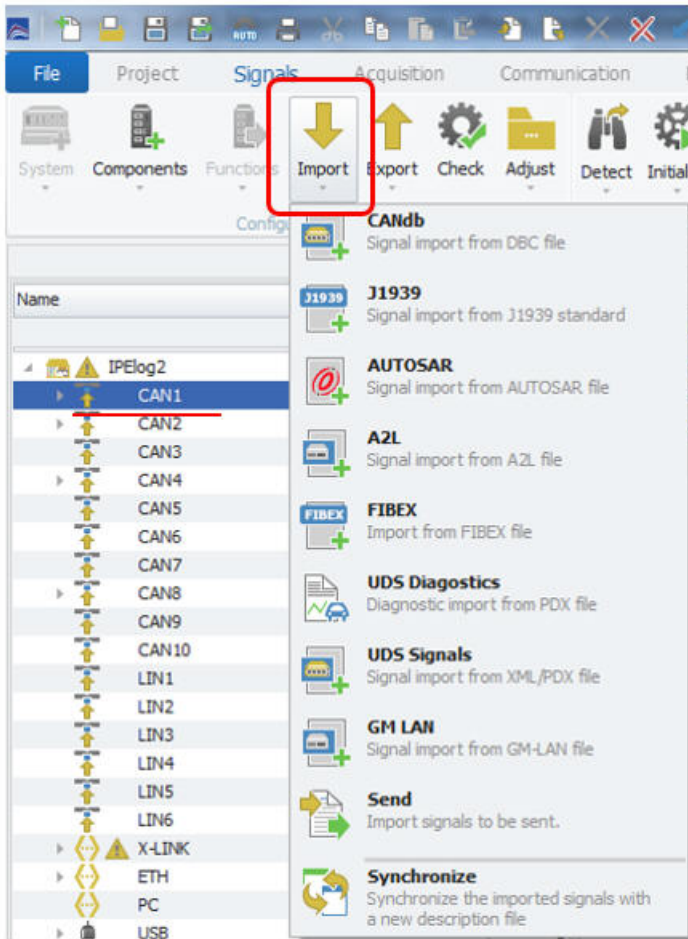 AUTO
File Project Signals Acquisition Communication
System Components Functions Import Export Check Adjust Detect Initial
Config
Name
IPElog2
CAN1
CAN2
CAN3
CAN4
CAN5
CAN6
CAN7
CAN8
CAN9
CAN10
LIN1
LIN2
LIN3
LIN4
LIN5
LIN6
X-LINK
ETH
PC
USB
CANdb
Signal import from DBC file
J1939
J1939
Signal import from J1939 standard
AUTOSAR
Signal import from AUTOSAR file
A2L
Signal import from A2L file
FIBEX
FIBEX
Import from FIBEX file
UDS Diagostics
Diagnostic import from PDX file
UDS Signals
Signal import from XML/PDX file
GM LAN
Signal import from GM-LAN file
Send
Import signals to be sent.
Synchronize
Synchronize the imported signals with
a new description file